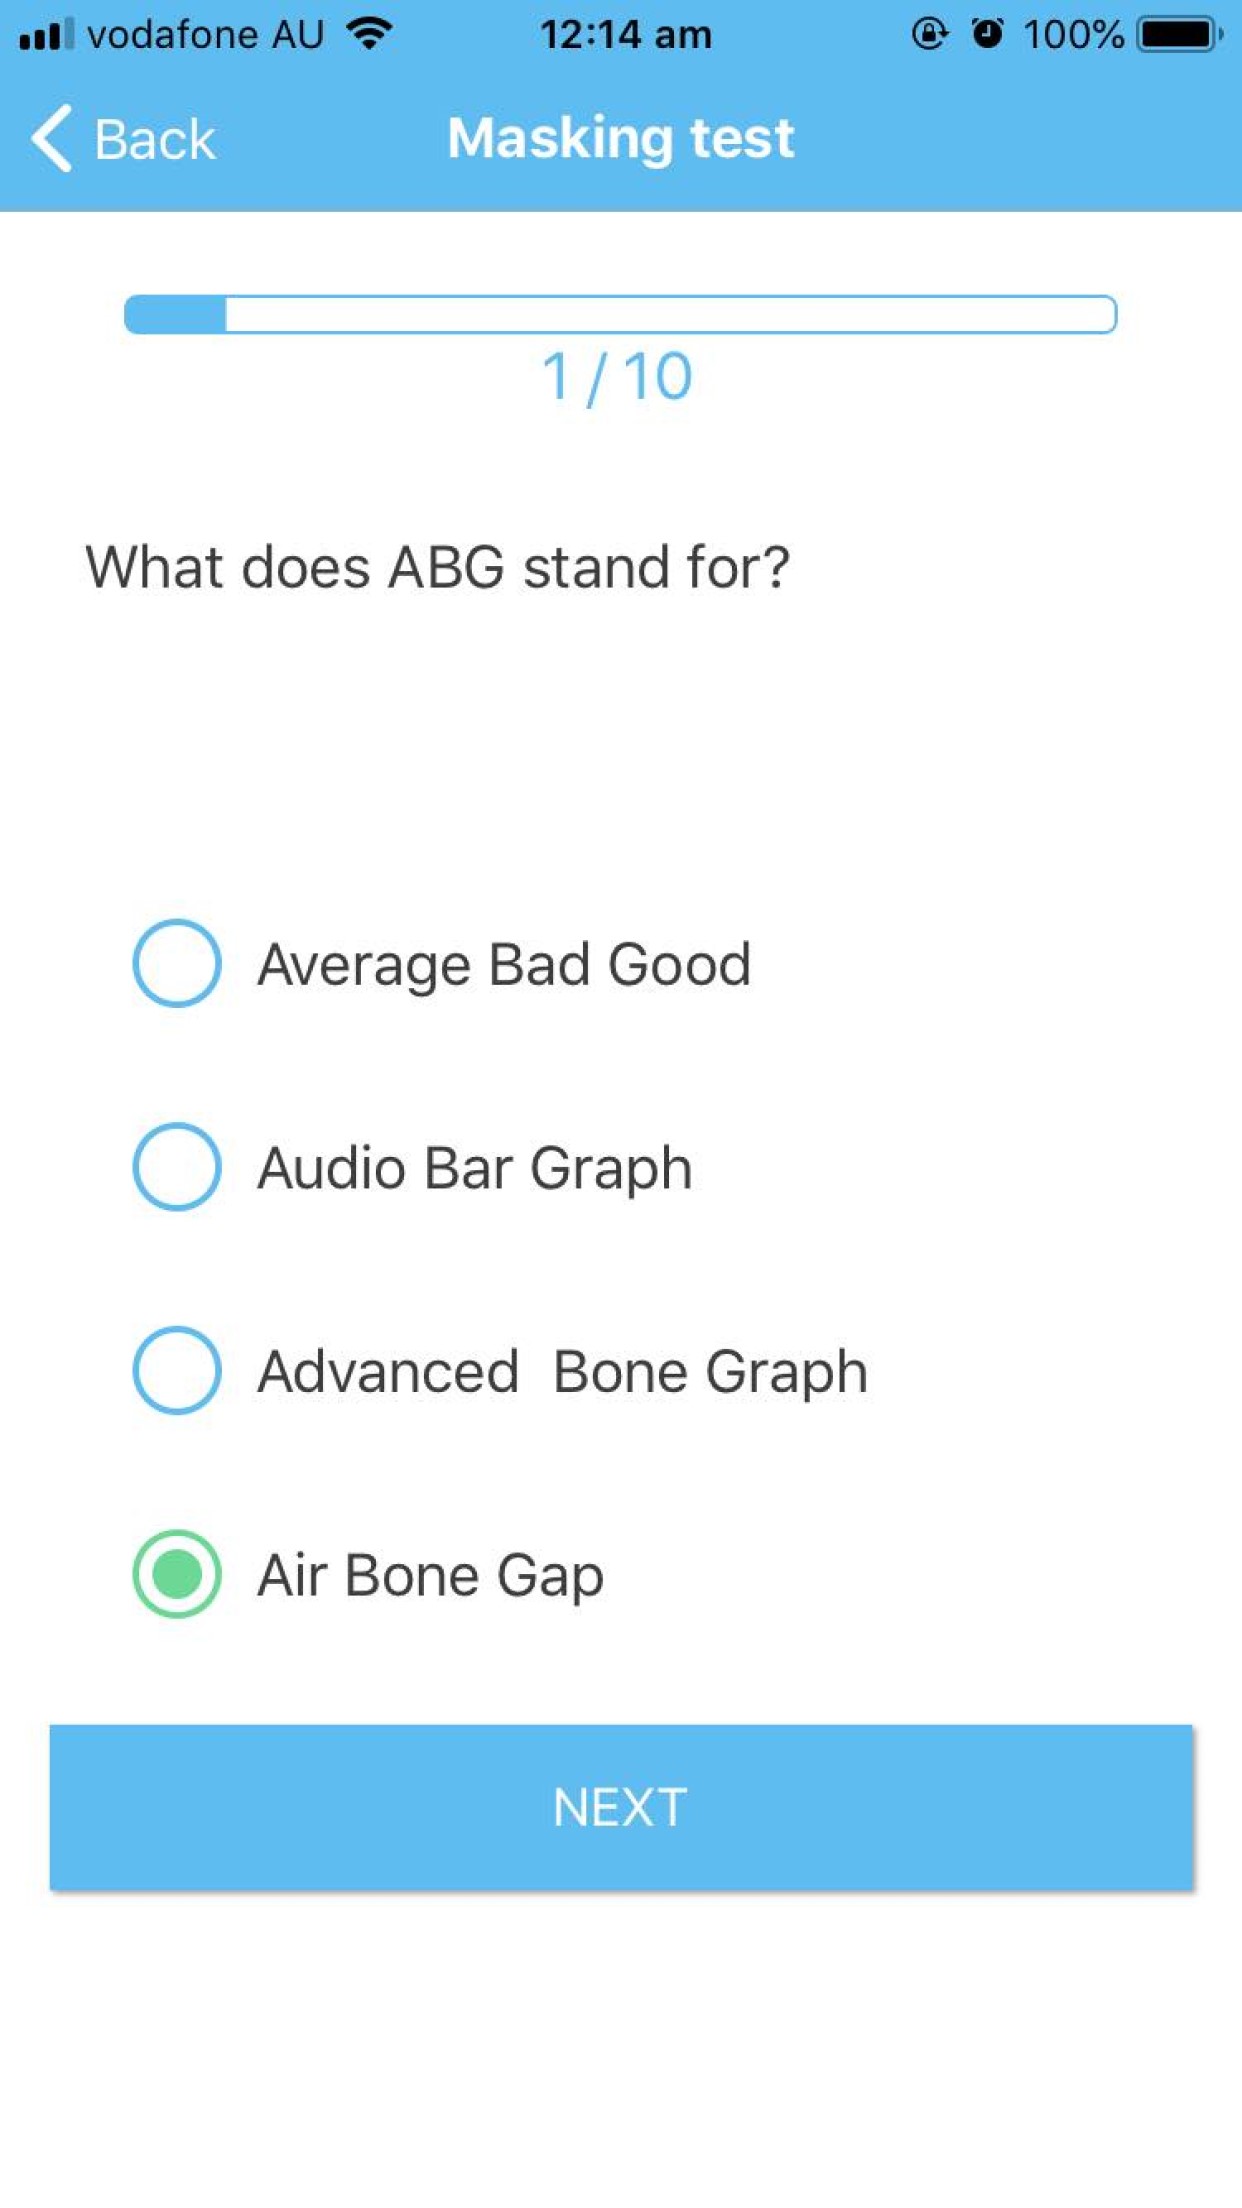 vodafone AU 12:14 am 100%
Back Masking test
1 / 10
What does ABG stand for?
Average Bad Good
Audio Bar Graph
Advanced  Bone Graph
Air Bone Gap
NEXT